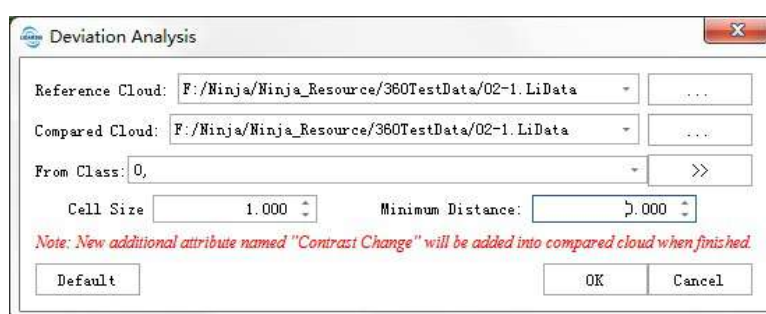 Deviation Analysis
Reference Cloud: F:/Ninja/Ninja_Resource/360TestData/02-1.LiData ...
Compared Cloud: F:/Ninja/Ninja_Resource/360TestData/02-1.LiData ...
From Class: 0, >>
Cell Size 1.000 Minimum Distance:
Note: New additional attribute named "Contrast Change" will be added into compared cloud when finished.
Default OK Cancel